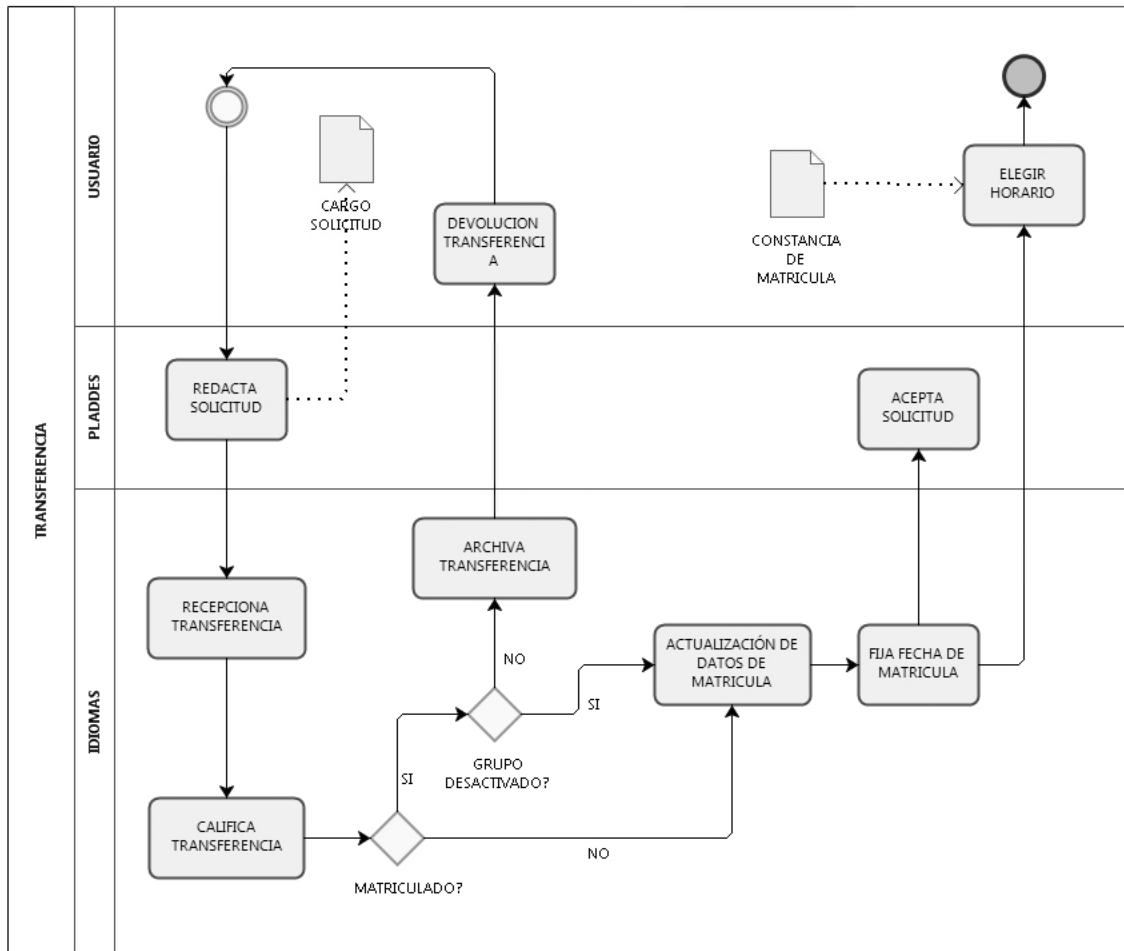 TRANSFERENCIA
USUARIO
CARGO
SOLICITUD
DEVOLUCION
TRANSFERENCI
A
CONSTANCIA
DE
MATRICULA
ELEGIR
HORARIO
PLADDES
REDACTA
SOLICITUD
ACEPTA
SOLICITUD
IDIOMAS
RECEPCIONA
TRANSFERENCIA
ARCHIVA
TRANSFERENCIA
NO
SI
GRUPO
DESACTIVADO?
SI
ACTUALIZACIÓN DE
DATOS DE
MATRICULA
FIJA FECHA DE
MATRICULA
CALIFICA
TRANSFERENCIA
MATRICULADO?
NO